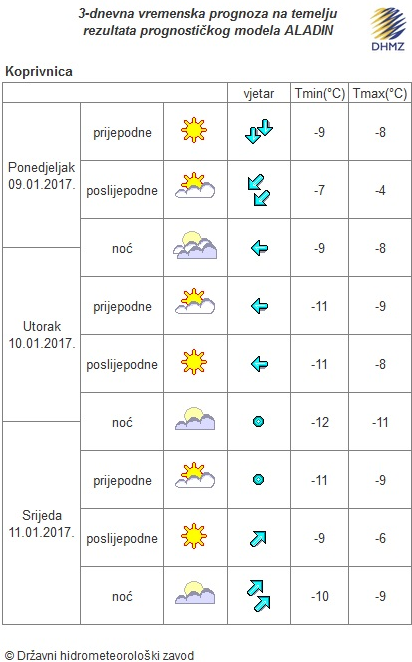 3-dnevna vremenska prognoza na temelju
rezultata prognostičkog modela ALADIN
DHMZ
Koprivnica
vjetar Tmin(°C) Tmax(°C)
Ponedjeljak
09.01.2017.
prijepodne -9 -8
poslijepodne -7 -4
noć -9 -8
Utorak
10.01.2017.
prijepodne -11 -9
poslijepodne -11 -8
noć -12 -11
Srijeda
11.01.2017.
prijepodne -11 -9
poslijepodne -9 -6
noć -10 -9
© Državni hidrometeorološki zavod